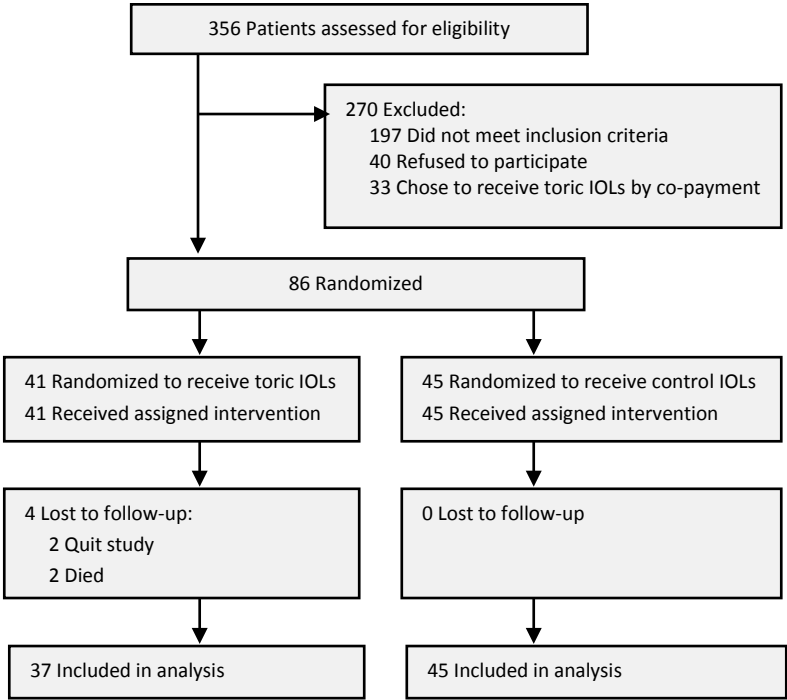 356 Patients assessed for eligibility
270 Excluded:
197 Did not meet inclusion criteria
40 Refused to participate
33 Chose to receive toric IOLs by co-payment
86 Randomized
41 Randomized to receive toric IOLs
41 Received assigned intervention
45 Randomized to receive control IOLs
45 Received assigned intervention
4 Lost to follow-up:
2 Quit study
2 Died
0 Lost to follow-up
37 Included in analysis
45 Included in analysis